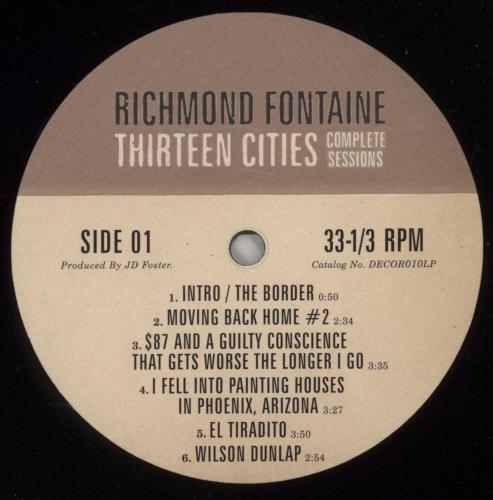 RICHMOND FONTAINE
THIRTEEN CITIES COMPLETE SESSIONS
SIDE 01
Produced By JD Foster.
33-1/3 RPM
Catalog No. DECOR010LP
1. INTRO / THE BORDER 0:50
2. MOVING BACK HOME #2 2:34
3. $87 AND A GUILTY CONSCIENCE
THAT GETS WORSE THE LONGER I GO 3:35
4. I FELL INTO PAINTING HOUSES
IN PHOENIX, ARIZONA 3:27
5. EL TIRADITO 3:50
6. WILSON DUNLAP 2:54